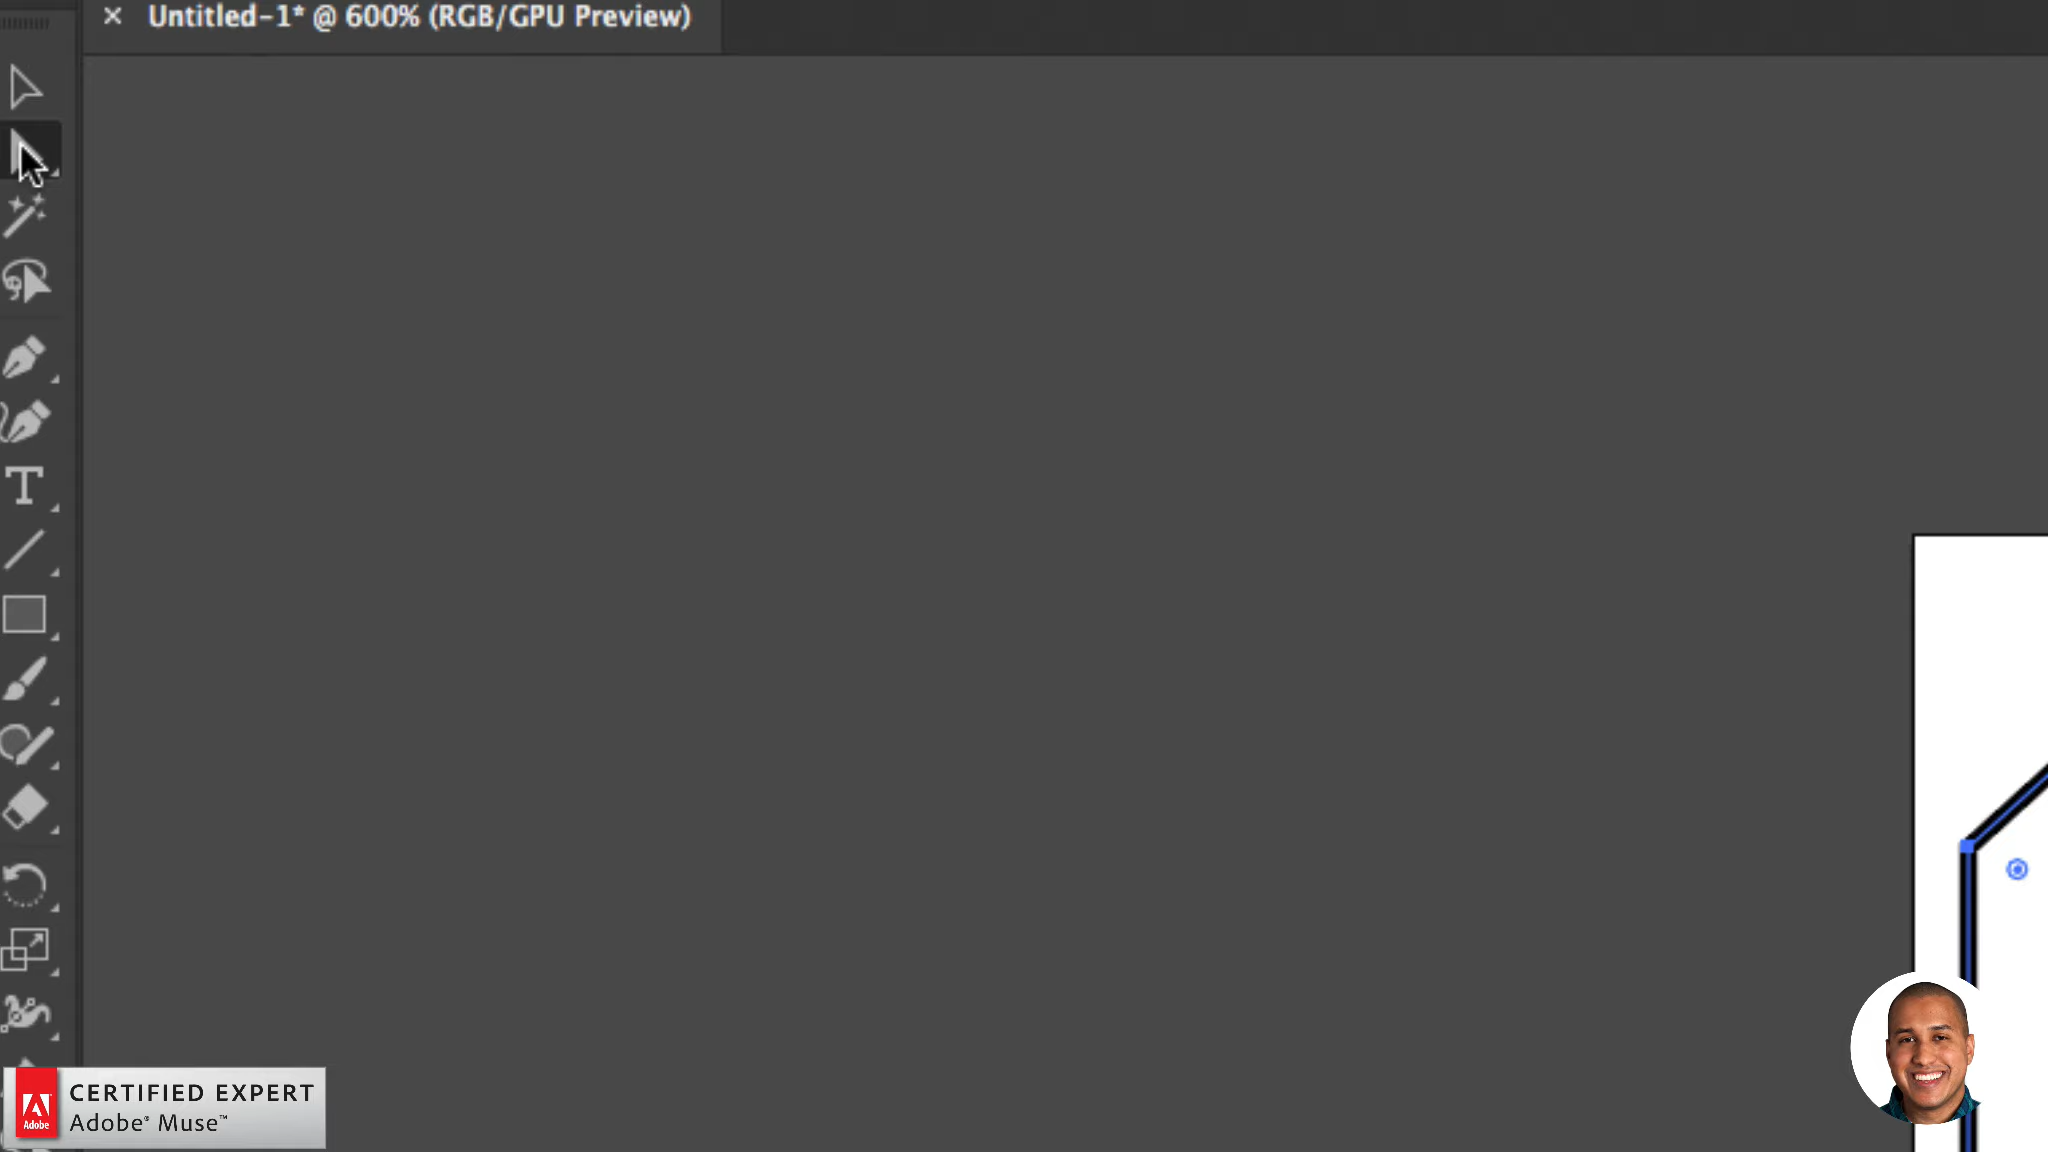 × Untitled-1* @ 600% (RGB/GPU Preview)
T
CERTIFIED EXPERT
Adobe® Muse™
Adobe